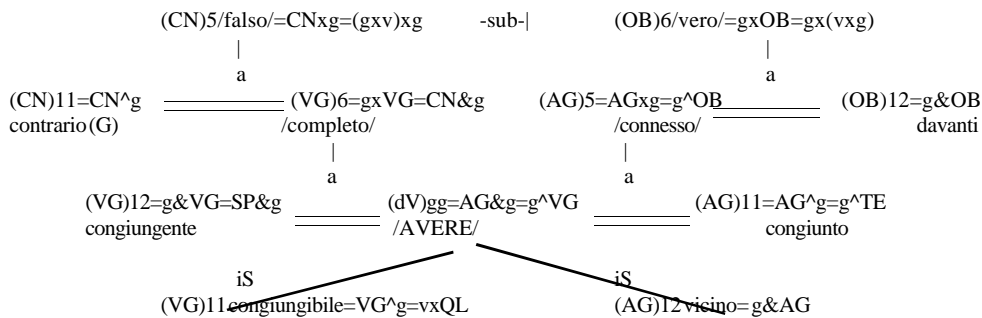 (CN)5/falso/=CNxg=(gxv)xg -sub-| (OB)6/vero/=gxOB=gx(vxg)
| |
a a
(CN)11=CN^g (VG)6=gxVG=CN&g (AG)5=AGxg=g^OB (OB)12=g&OB
contrario(G) /completo/ /connesso/ davanti
| |
a a
(VG)12=g&VG=SP&g (dV)gg=AG&g=g^VG (AG)11=AG^g=g^TE
congiungente /AVERE/ congiunto
iS iS
(VG)11congiungibile=VG^g=vxQL (AG)12vicino=g&AG